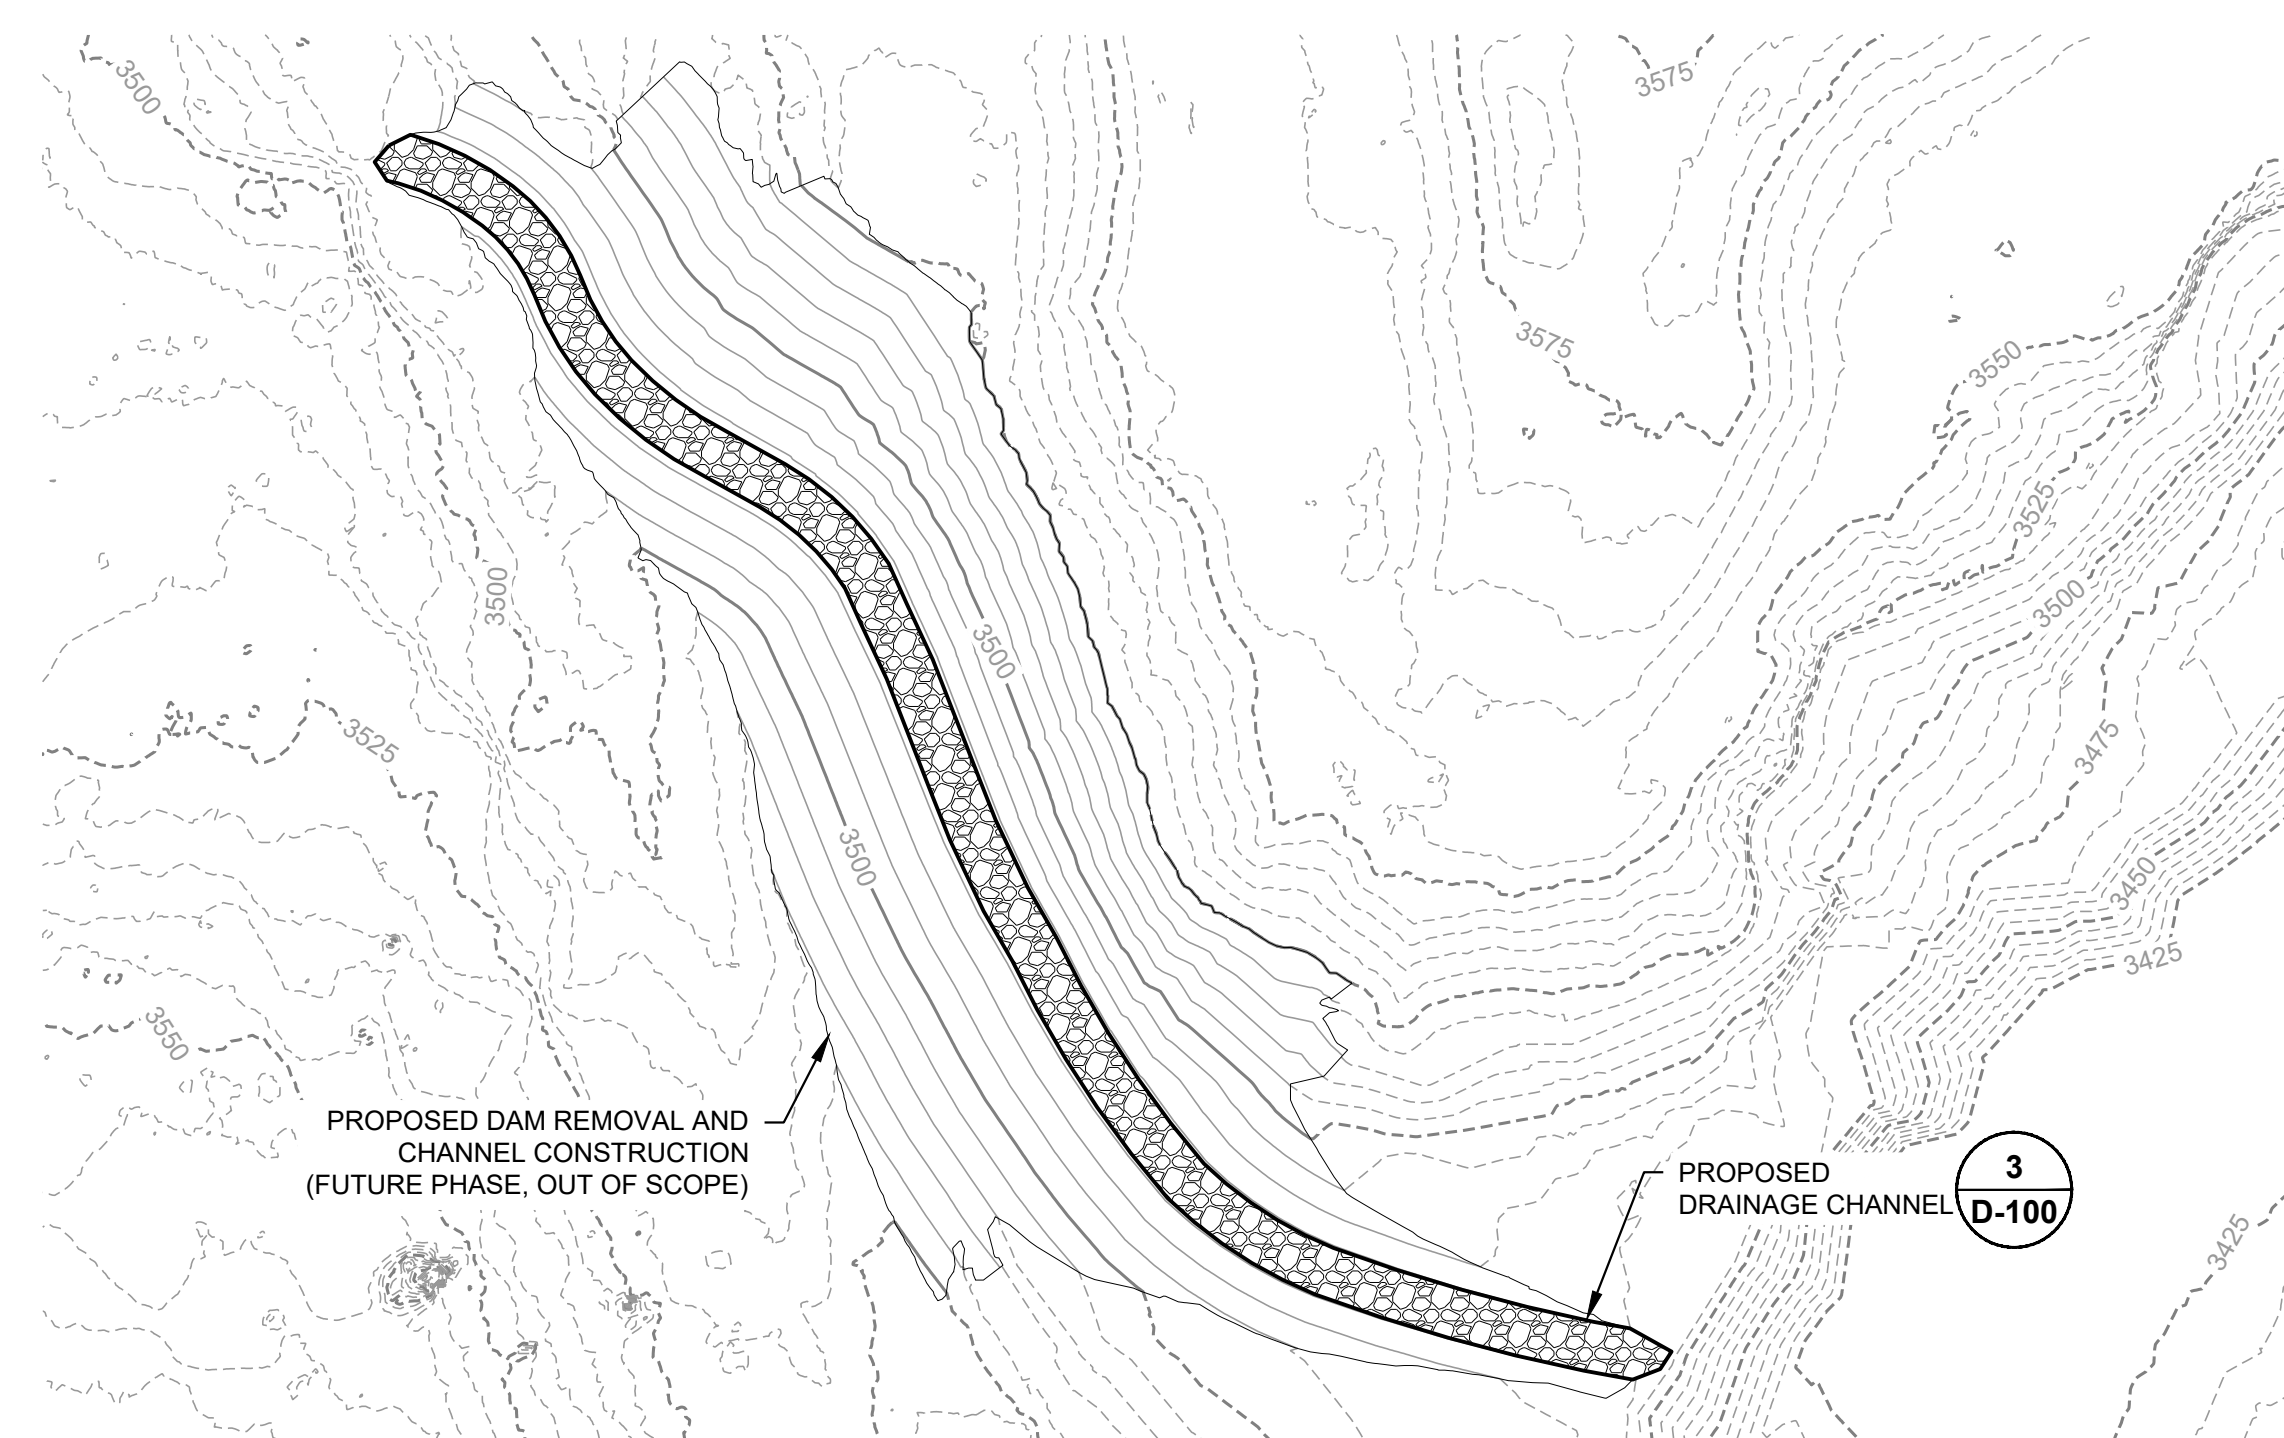 3500
3575
3575
3550
3525
3500
3500
3500
3525
3475
3500
3450
3425
3550
PROPOSED DAM REMOVAL AND
CHANNEL CONSTRUCTION
(FUTURE PHASE, OUT OF SCOPE)
PROPOSED
DRAINAGE CHANNEL
3
D-100
3425